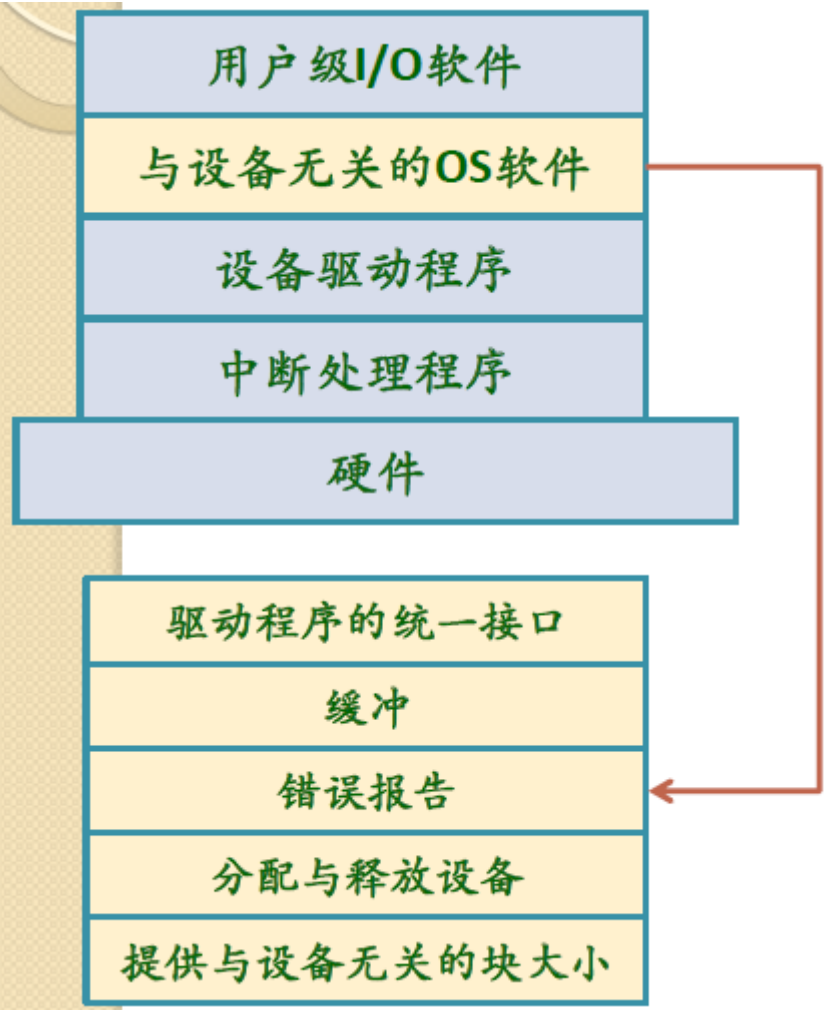 用户级I/O软件
与设备无关的OS软件
设备驱动程序
中断处理程序
硬件
驱动程序的统一接口
缓冲
错误报告
分配与释放设备
提供与设备无关的块大小